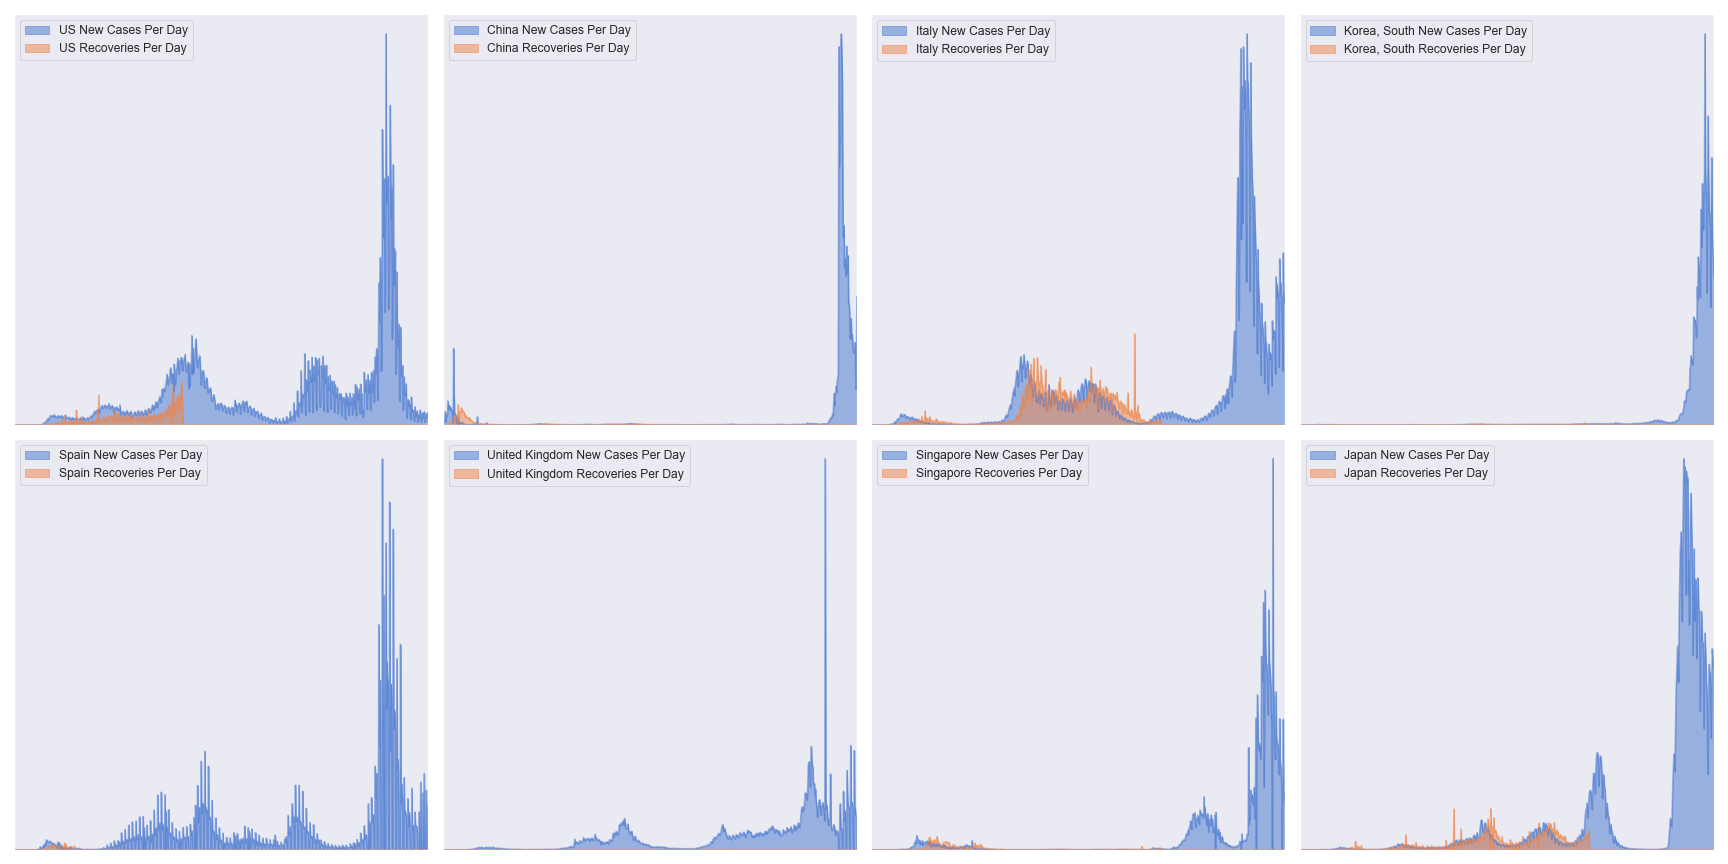 US New Cases Per Day
US Recoveries Per Day
China New Cases Per Day
China Recoveries Per Day
Italy New Cases Per Day
Italy Recoveries Per Day
Korea, South New Cases Per Day
Korea, South Recoveries Per Day
Spain New Cases Per Day
Spain Recoveries Per Day
United Kingdom New Cases Per Day
United Kingdom Recoveries Per Day
Singapore New Cases Per Day
Singapore Recoveries Per Day
Japan New Cases Per Day
Japan Recoveries Per Day